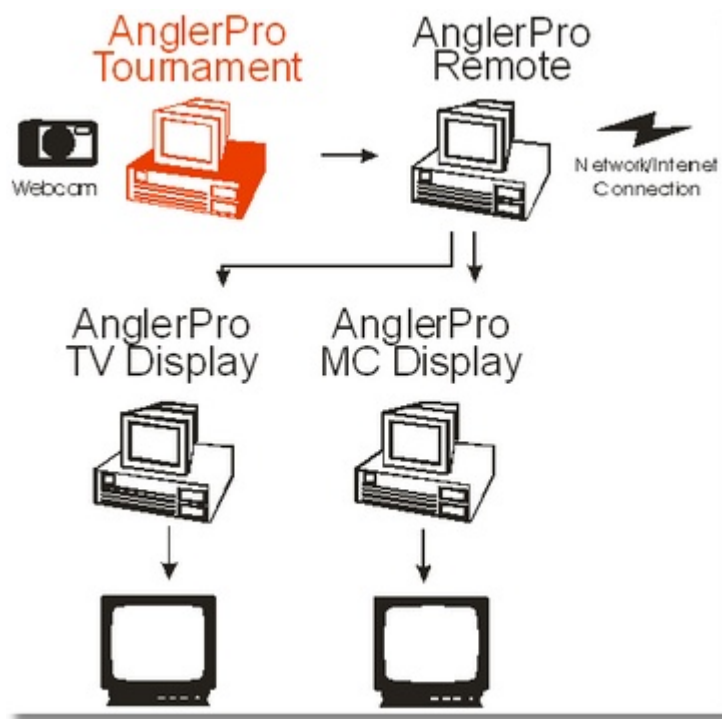 AnglerPro
Tournament
AnglerPro
Remote
Webcam
Network/Internet
Connection
AnglerPro
TV Display
AnglerPro
MC Display